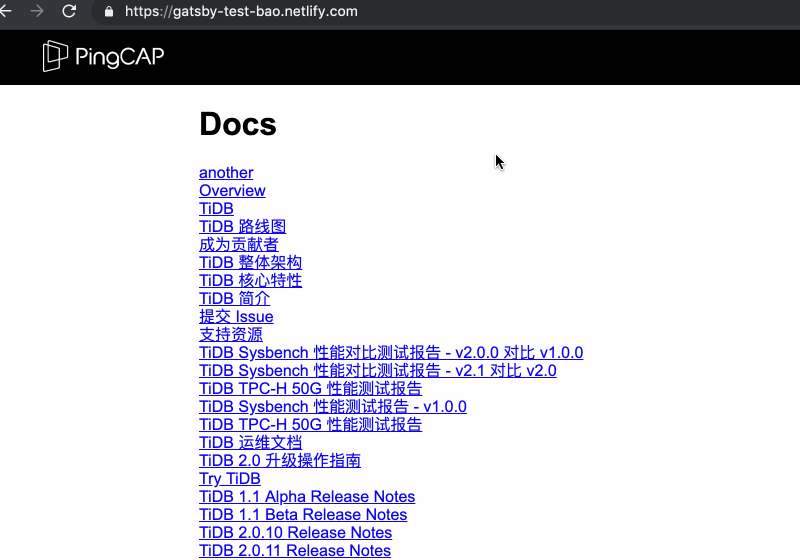 https://gatsby-test-bao.netlify.com
PingCAP
Docs
another
Overview
TiDB
TiDB 路线图
成为贡献者
TiDB 整体架构
TiDB 核心特性
TiDB 简介
提交 Issue
支持资源
TiDB Sysbench 性能对比测试报告 - v2.0.0 对比 v1.0.0
TiDB Sysbench 性能对比测试报告 - v2.1 对比 v2.0
TiDB TPC-H 50G 性能测试报告
TiDB Sysbench 性能测试报告 - v1.0.0
TiDB TPC-H 50G 性能测试报告
TiDB 运维文档
TiDB 2.0 升级操作指南
Try TiDB
TiDB 1.1 Alpha Release Notes
TiDB 1.1 Beta Release Notes
TiDB 2.0.10 Release Notes
TiDB 2.0.11 Release Notes